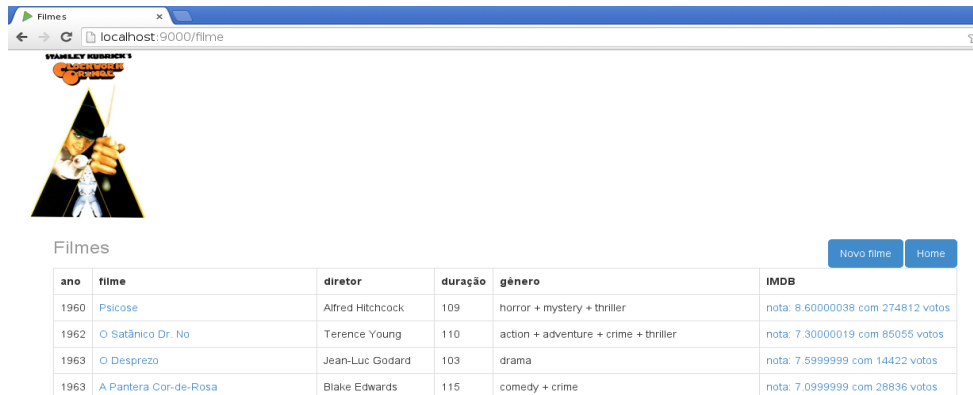 Filmes
localhost:9000/filme
STANLEY KUBRICK'S
CLOCKWORK
ORANGE
Filmes
Novo filme Home
ano filme diretor duração gênero IMDB
1960 Psicose Alfred Hitchcock 109 horror + mystery + thriller nota: 8.60000038 com 274812 votos
1962 O Satânico Dr. No Terence Young 110 action + adventure + crime + thriller nota: 7.30000019 com 85055 votos
1963 O Desprezo Jean-Luc Godard 103 drama nota: 7.5999999 com 14422 votos
1963 A Pantera Cor-de-Rosa Blake Edwards 115 comedy + crime nota: 7.0999999 com 28836 votos